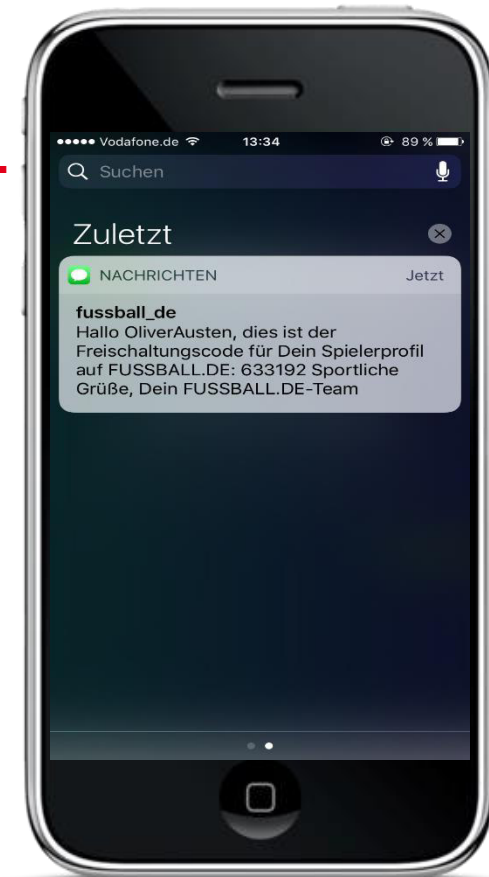 Vodafone.de 13:34 89 %
Suchen
Zuletzt
NACHRICHTEN Jetzt
fussball_de
Hallo OliverAusten, dies ist der
Freischaltungscode für Dein Spielerprofil
auf FUSSBALL.DE: 633192 Sportliche
Grüße, Dein FUSSBALL.DE-Team